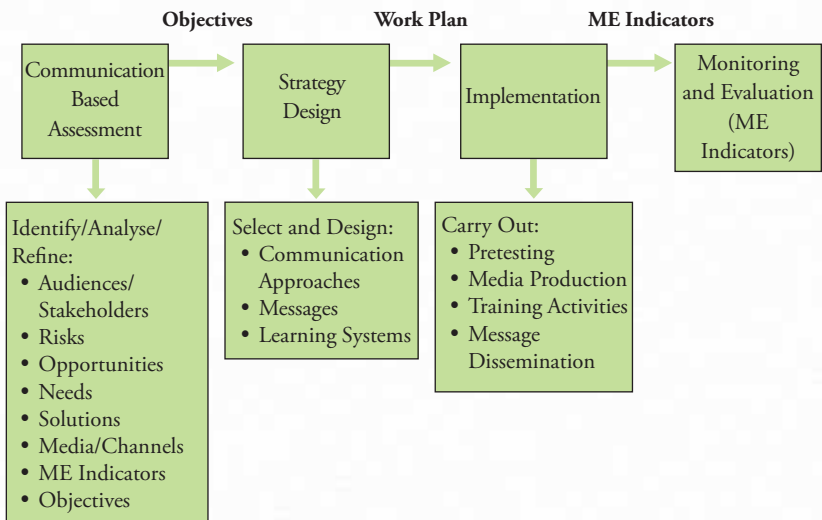 Objectives
Work Plan
ME Indicators
Communication
Based
Assessment
Strategy
Design
Implementation
Monitoring
and Evaluation
(ME
Indicators)
Identify/Analyse/
Refine:
• Audiences/
Stakeholders
• Risks
• Opportunities
• Needs
• Solutions
• Media/Channels
• ME Indicators
• Objectives
Select and Design:
• Communication
Approaches
• Messages
• Learning Systems
Carry Out:
• Pretesting
• Media Production
• Training Activities
• Message
Dissemination